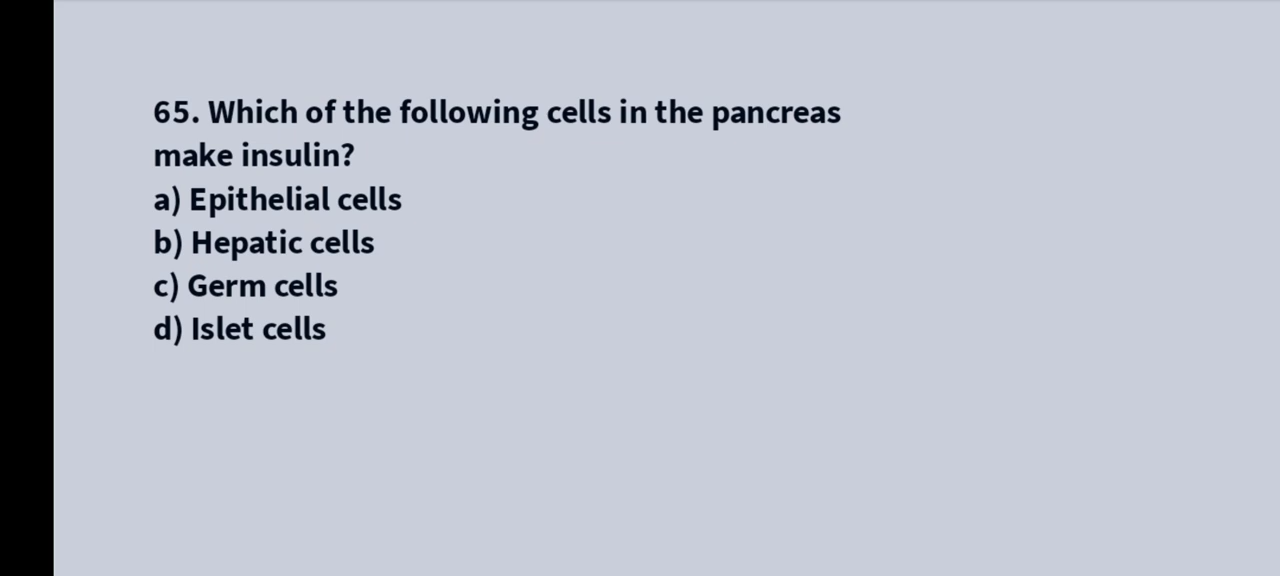 65. Which of the following cells in the pancreas
make insulin?
a) Epithelial cells
b) Hepatic cells
c) Germ cells
d) Islet cells